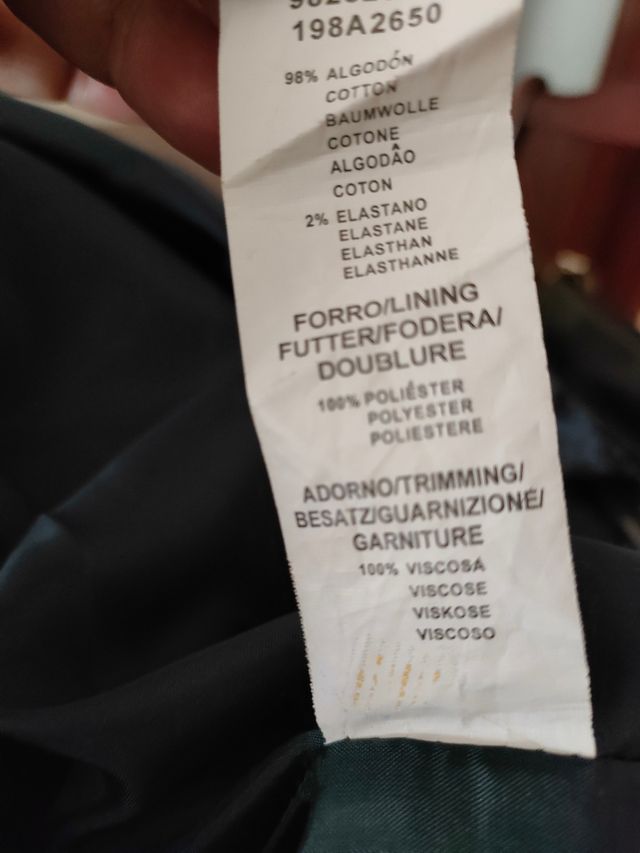 198A2650
98% ALGODÓN
COTTON
BAUMWOLLE
COTONE
ALGODÂO
COTON
2% ELASTANO
ELASTANE
ELASTHAN
ELASTHANNE
FORRO/LINING
FUTTER/FODERA/
DOUBLURE
100% POLIÉSTER
POLYESTER
POLIESTERE
ADORNO/TRIMMING/
BESATZ/GUARNIZIONE/
GARNITURE
100% VISCOSA
VISCOSE
VISKOSE
VISCOSO